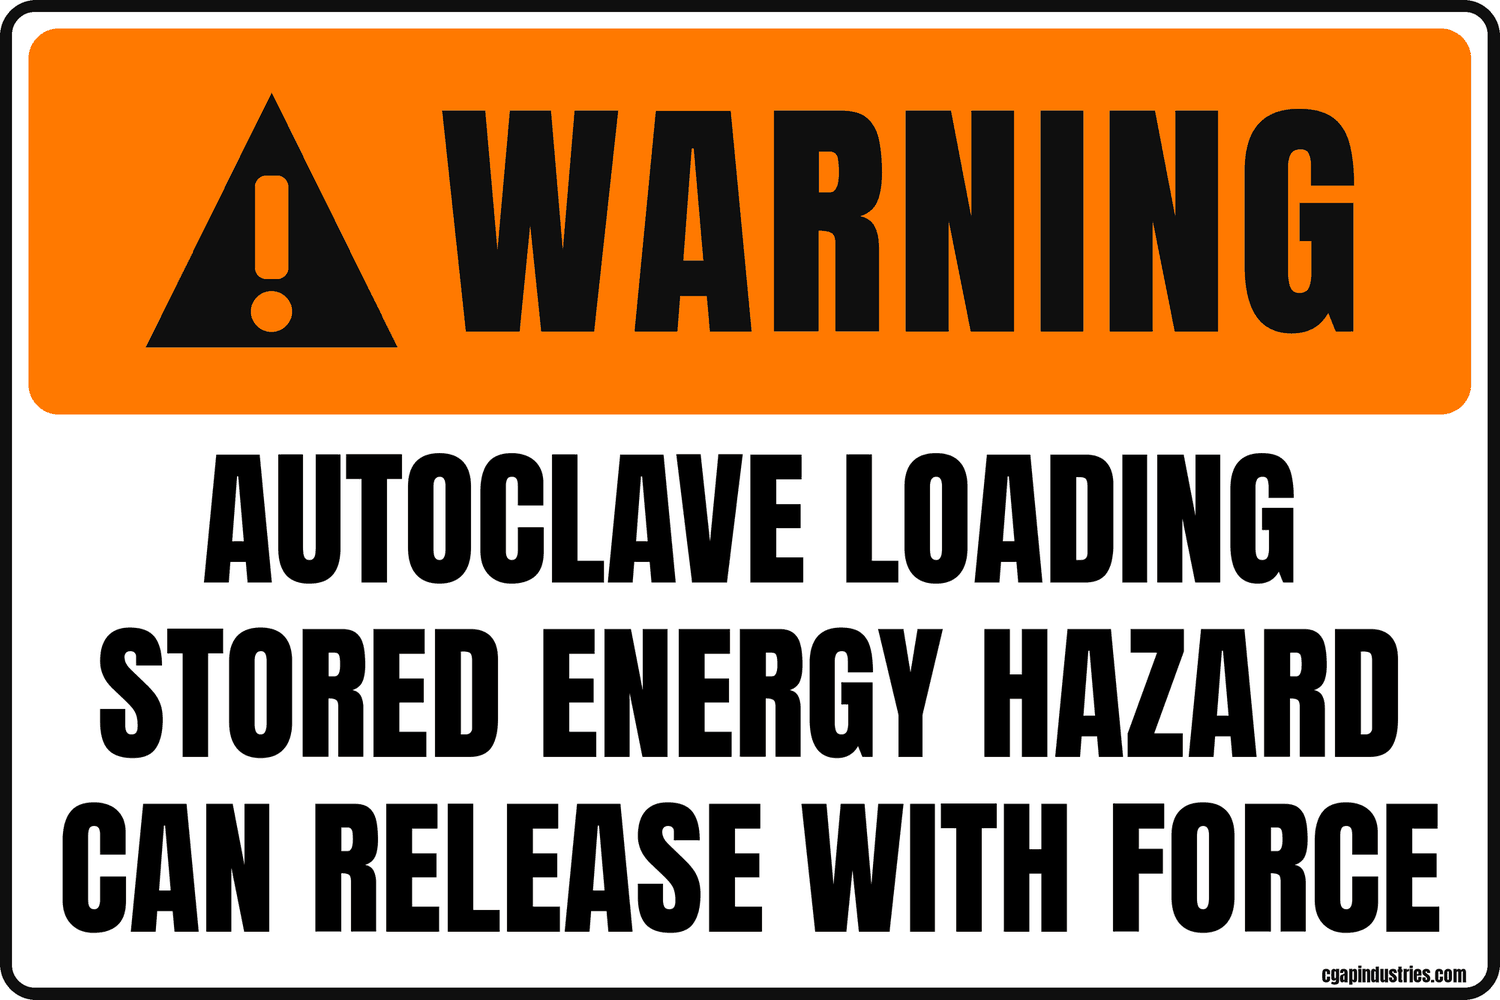 WARNING
AUTOCLAVE LOADING
STORED ENERGY HAZARD
CAN RELEASE WITH FORCE
cgapindustries.com